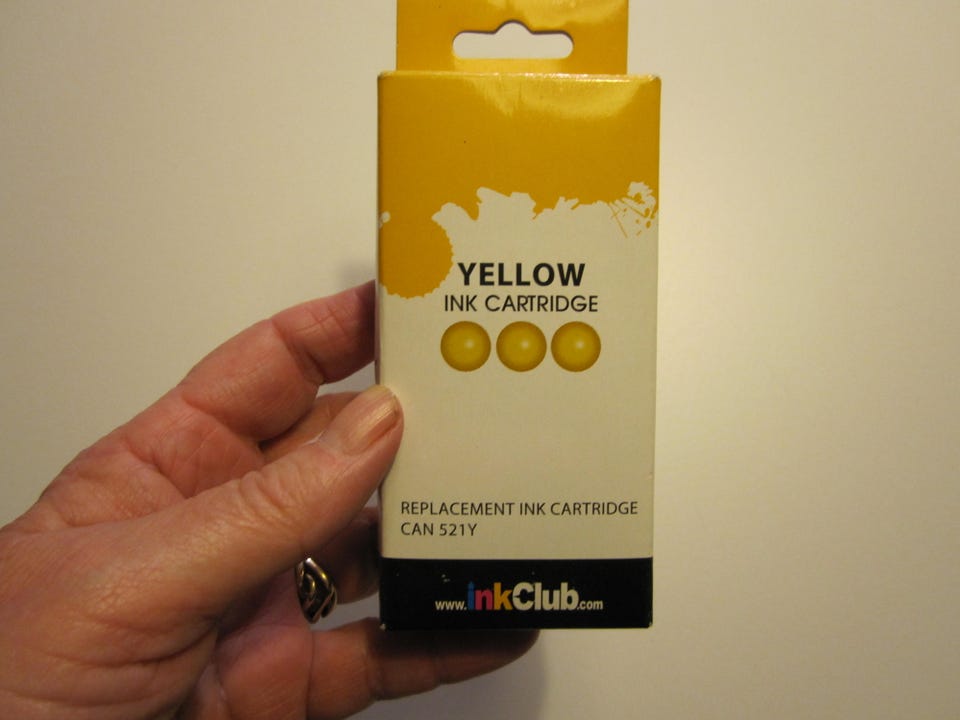 YELLOW
INK CARTRIDGE
REPLACEMENT INK CARTRIDGE
CAN 521Y
www.inkClub.com